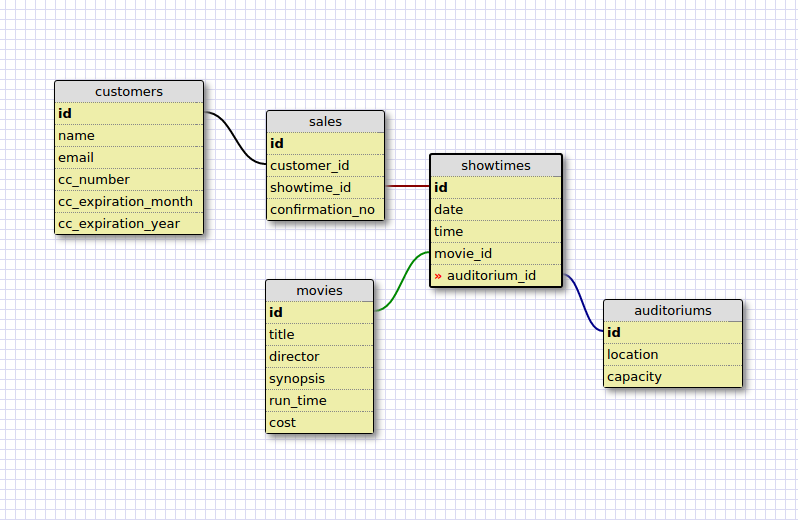 customers
id
name
email
cc_number
cc_expiration_month
cc_expiration_year
sales
id
customer_id
showtime_id
confirmation_no
showtimes
id
date
time
movie_id
» auditorium_id
movies
id
title
director
synopsis
run_time
cost
auditoriums
id
location
capacity